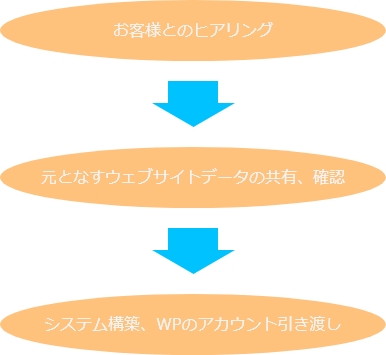 お客様とのヒアリング
元となすウェブサイトデータの共有、確認
システム構築、WPのアカウント引き渡し